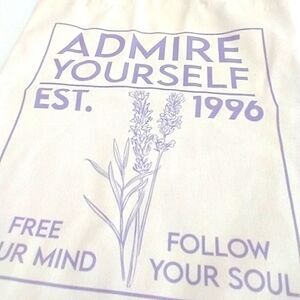 ADMIRE
YOURSELF
EST. 1996
FREE FOLLOW
UR MIND YOUR SOUL